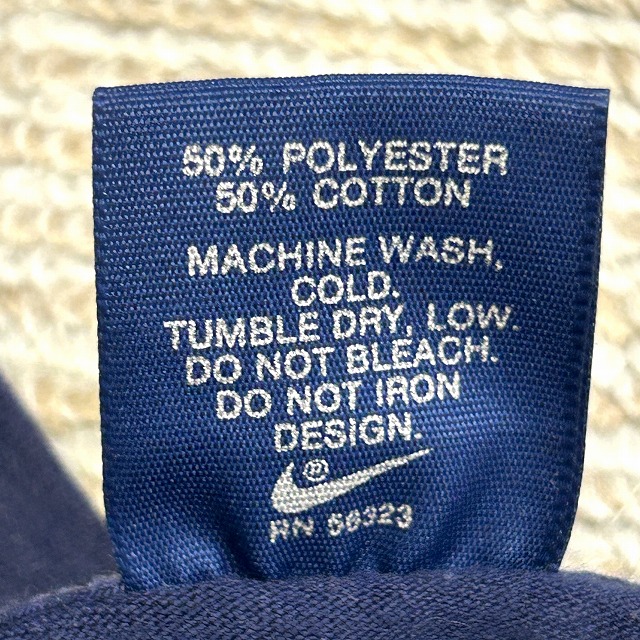 50% POLYESTER
50% COTTON
MACHINE WASH,
COLD.
TUMBLE DRY, LOW.
DO NOT BLEACH.
DO NOT IRON
DESIGN.
®
RN 56323